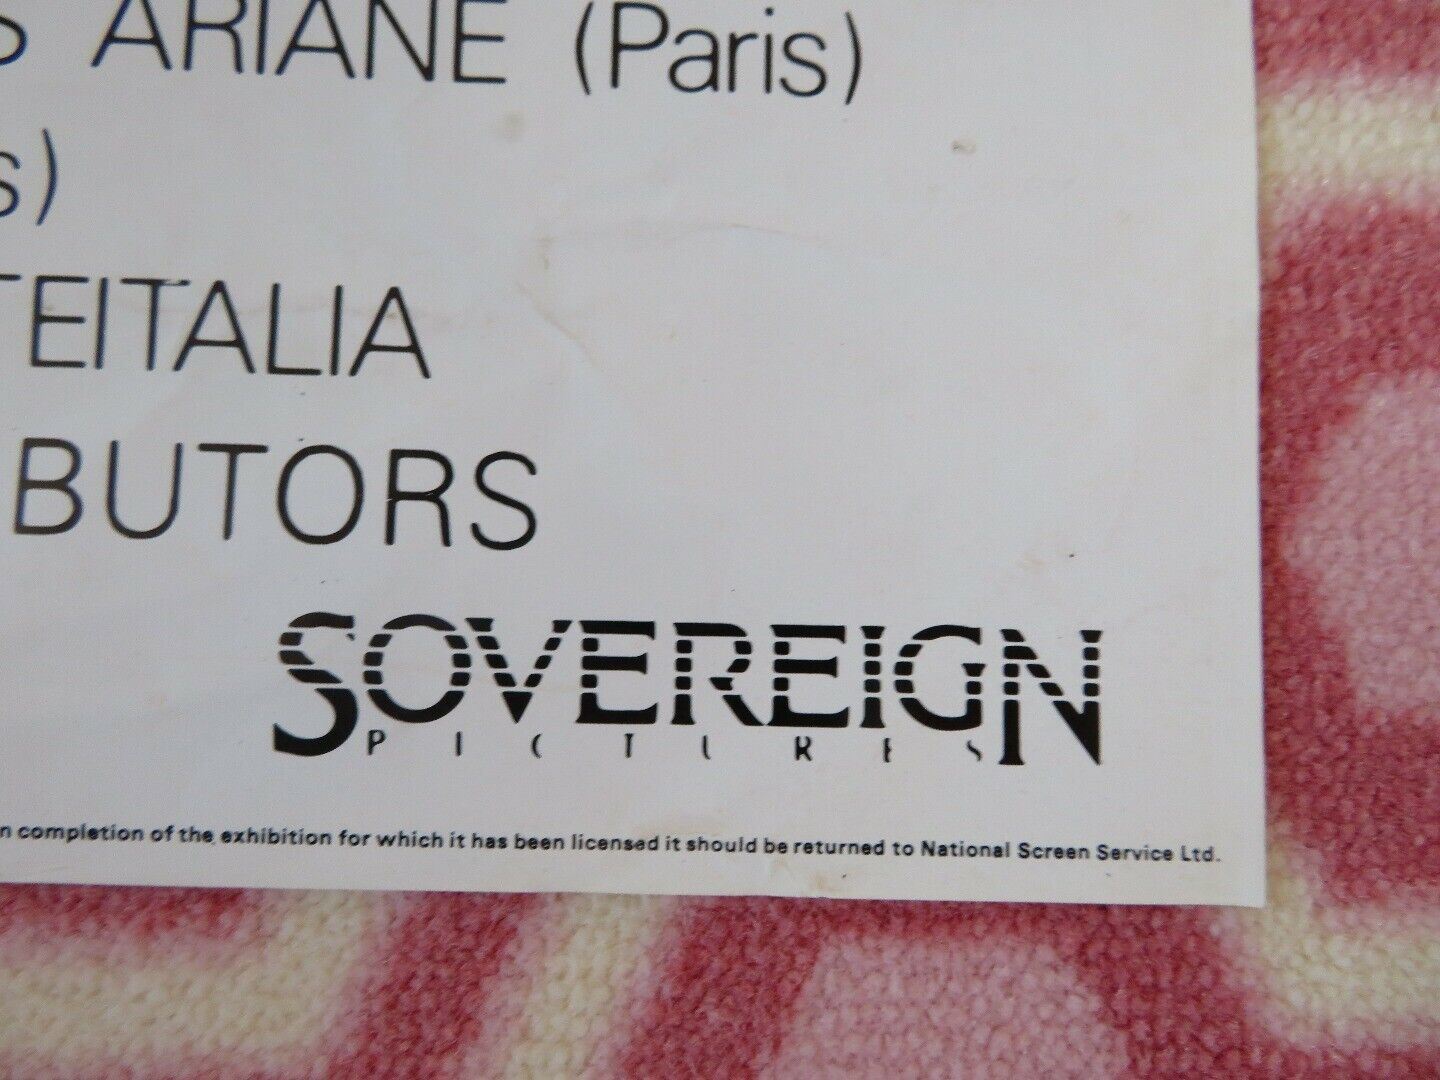 S ARIANE (Paris)
s)
TEITALIA
BUTORS
SOVEREIGN
PICTURES
n completion of the exhibition for which it has been licensed it should be returned to National Screen Service Ltd.